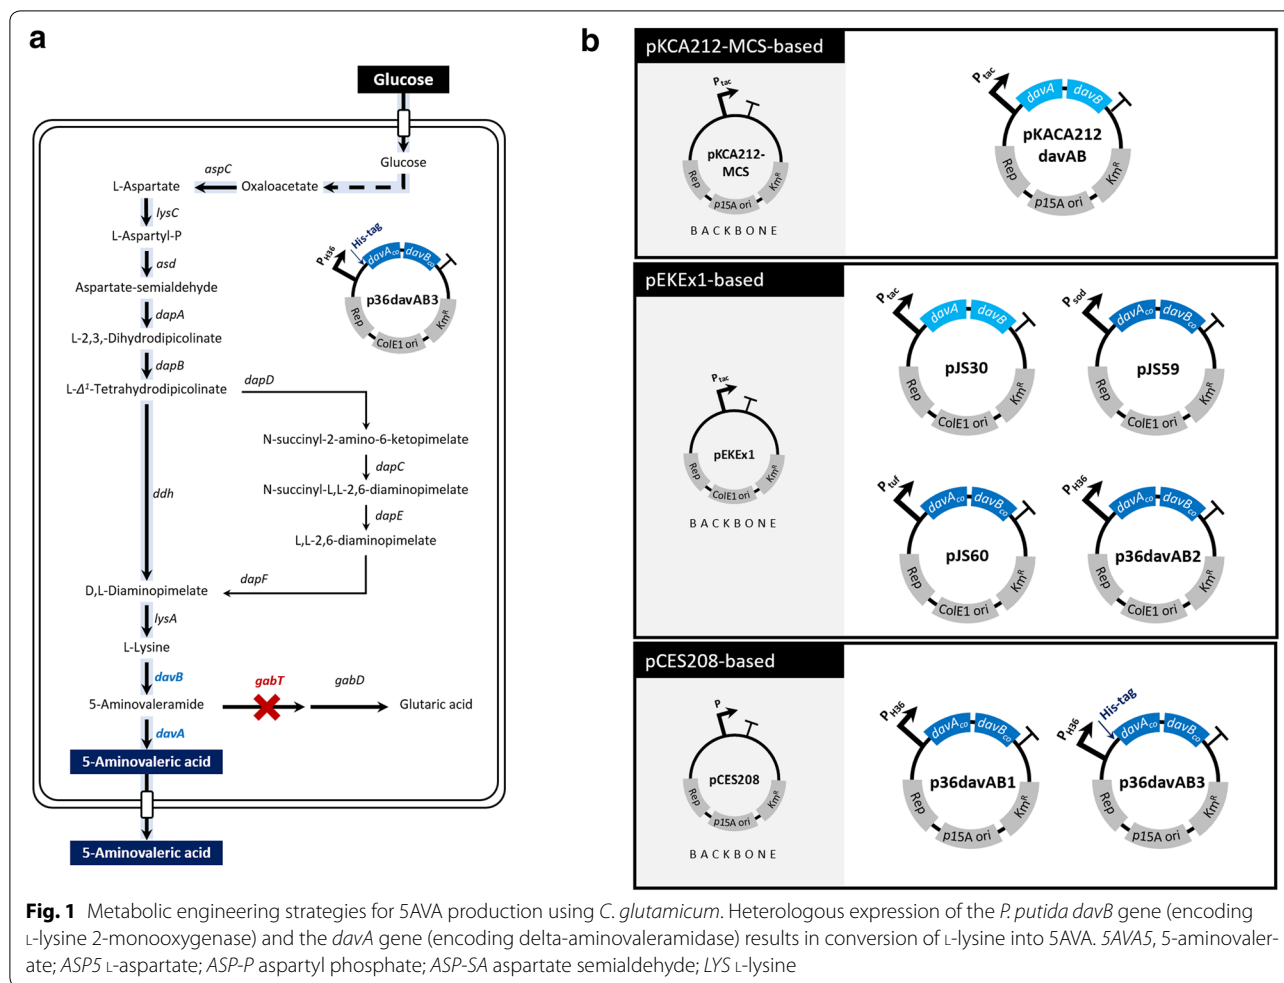 a
Glucose
Glucose
aspC
L-Aspartate
Oxaloacetate
lysC
L-Aspartyl-P
asd
Aspartate-semialdehyde
dapA
L-2,3,-Dihydrodipicolinate
dapB
L-Δ¹-Tetrahydrodipicolinate
dapD
N-succinyl-2-amino-6-ketopimelate
dapC
N-succinyl-L,L-2,6-diaminopimelate
dapE
L,L-2,6-diaminopimelate
ddh
dapF
D,L-Diaminopimelate
lysA
L-Lysine
davB
gabT
gabD
5-Aminovaleramide
Glutaric acid
davA
5-Aminovaleric acid
5-Aminovaleric acid
PH36
His-tag
davAco
davBco
p36davAB3
Rep
ColE1 ori
KmR
b
pKCA212-MCS-based
Ptac
pKCA212-
MCS
Rep
p15A ori
KmR
BACKBONE
Ptac
davA
davB
pKACA212
davAB
Rep
p15A ori
KmR
pEKEx1-based
Ptac
pEKEx1
Rep
ColE1 ori
KmR
BACKBONE
Ptac
davA
davB
pJS30
Rep
ColE1 ori
KmR
Psod
davAco
davBco
pJS59
Rep
ColE1 ori
KmR
Ptuf
davAco
davBco
pJS60
Rep
ColE1 ori
KmR
PH36
davAco
davBco
p36davAB2
Rep
ColE1 ori
KmR
pCES208-based
P
pCES208
Rep
p15A ori
KmR
BACKBONE
PH36
davAco
davBco
p36davAB1
Rep
p15A ori
KmR
PH36
His-tag
davAco
davBco
p36davAB3
Rep
p15A ori
KmR
Fig. 1 Metabolic engineering strategies for 5AVA production using C. glutamicum. Heterologous expression of the P. putida davB gene (encoding
L-lysine 2-monooxygenase) and the davA gene (encoding delta-aminovaleramidase) results in conversion of L-lysine into 5AVA. 5AVA5, 5-aminovaler-
ate; ASP5 L-aspartate; ASP-P aspartyl phosphate; ASP-SA aspartate semialdehyde; LYS L-lysine